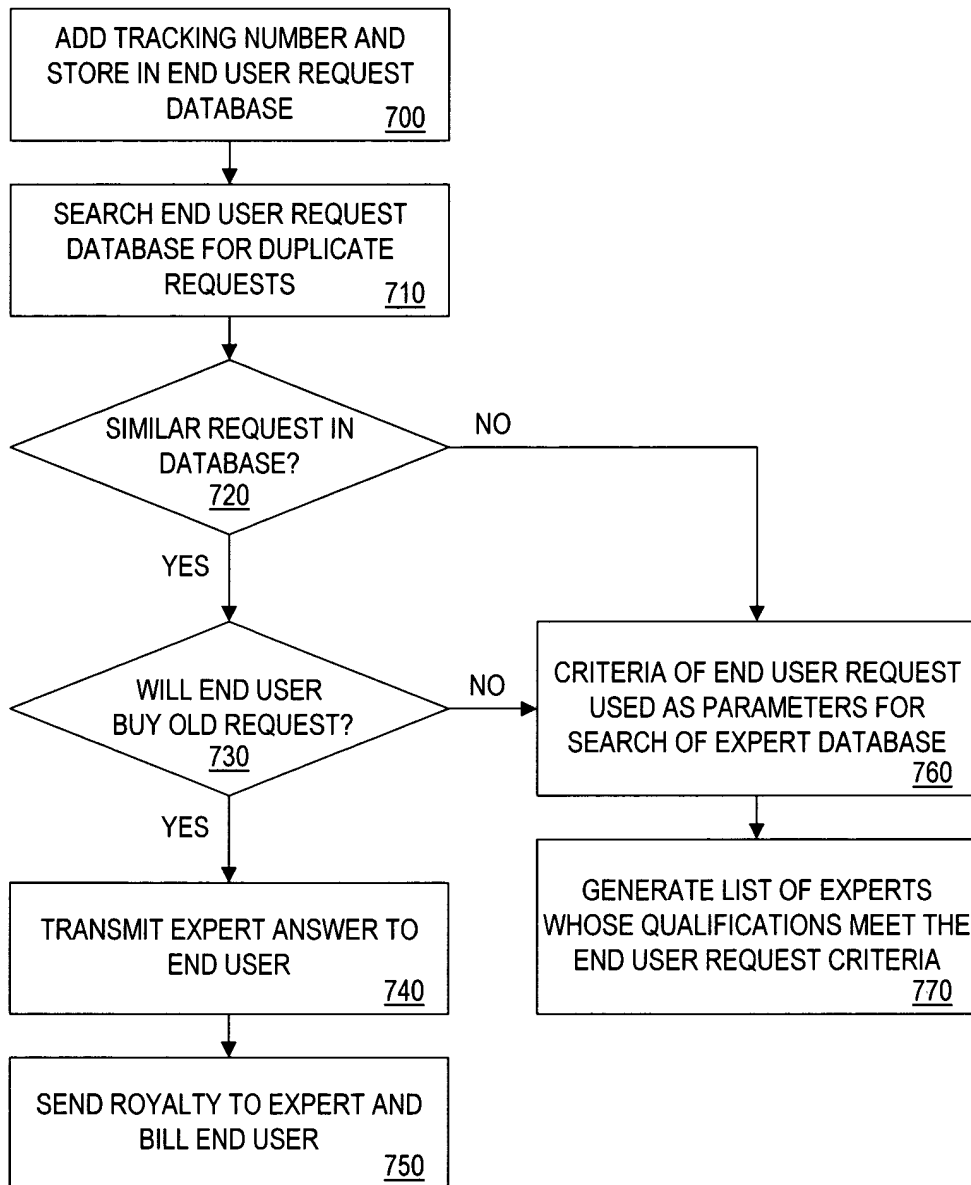 ADD TRACKING NUMBER AND
STORE IN END USER REQUEST
DATABASE
700
SEARCH END USER REQUEST
DATABASE FOR DUPLICATE
REQUESTS
710
SIMILAR REQUEST IN
DATABASE?
720
NO
YES
WILL END USER
BUY OLD REQUEST?
730
NO
YES
CRITERIA OF END USER REQUEST
USED AS PARAMETERS FOR
SEARCH OF EXPERT DATABASE
760
TRANSMIT EXPERT ANSWER TO
END USER
740
GENERATE LIST OF EXPERTS
WHOSE QUALIFICATIONS MEET THE
END USER REQUEST CRITERIA
770
SEND ROYALTY TO EXPERT AND
BILL END USER
750